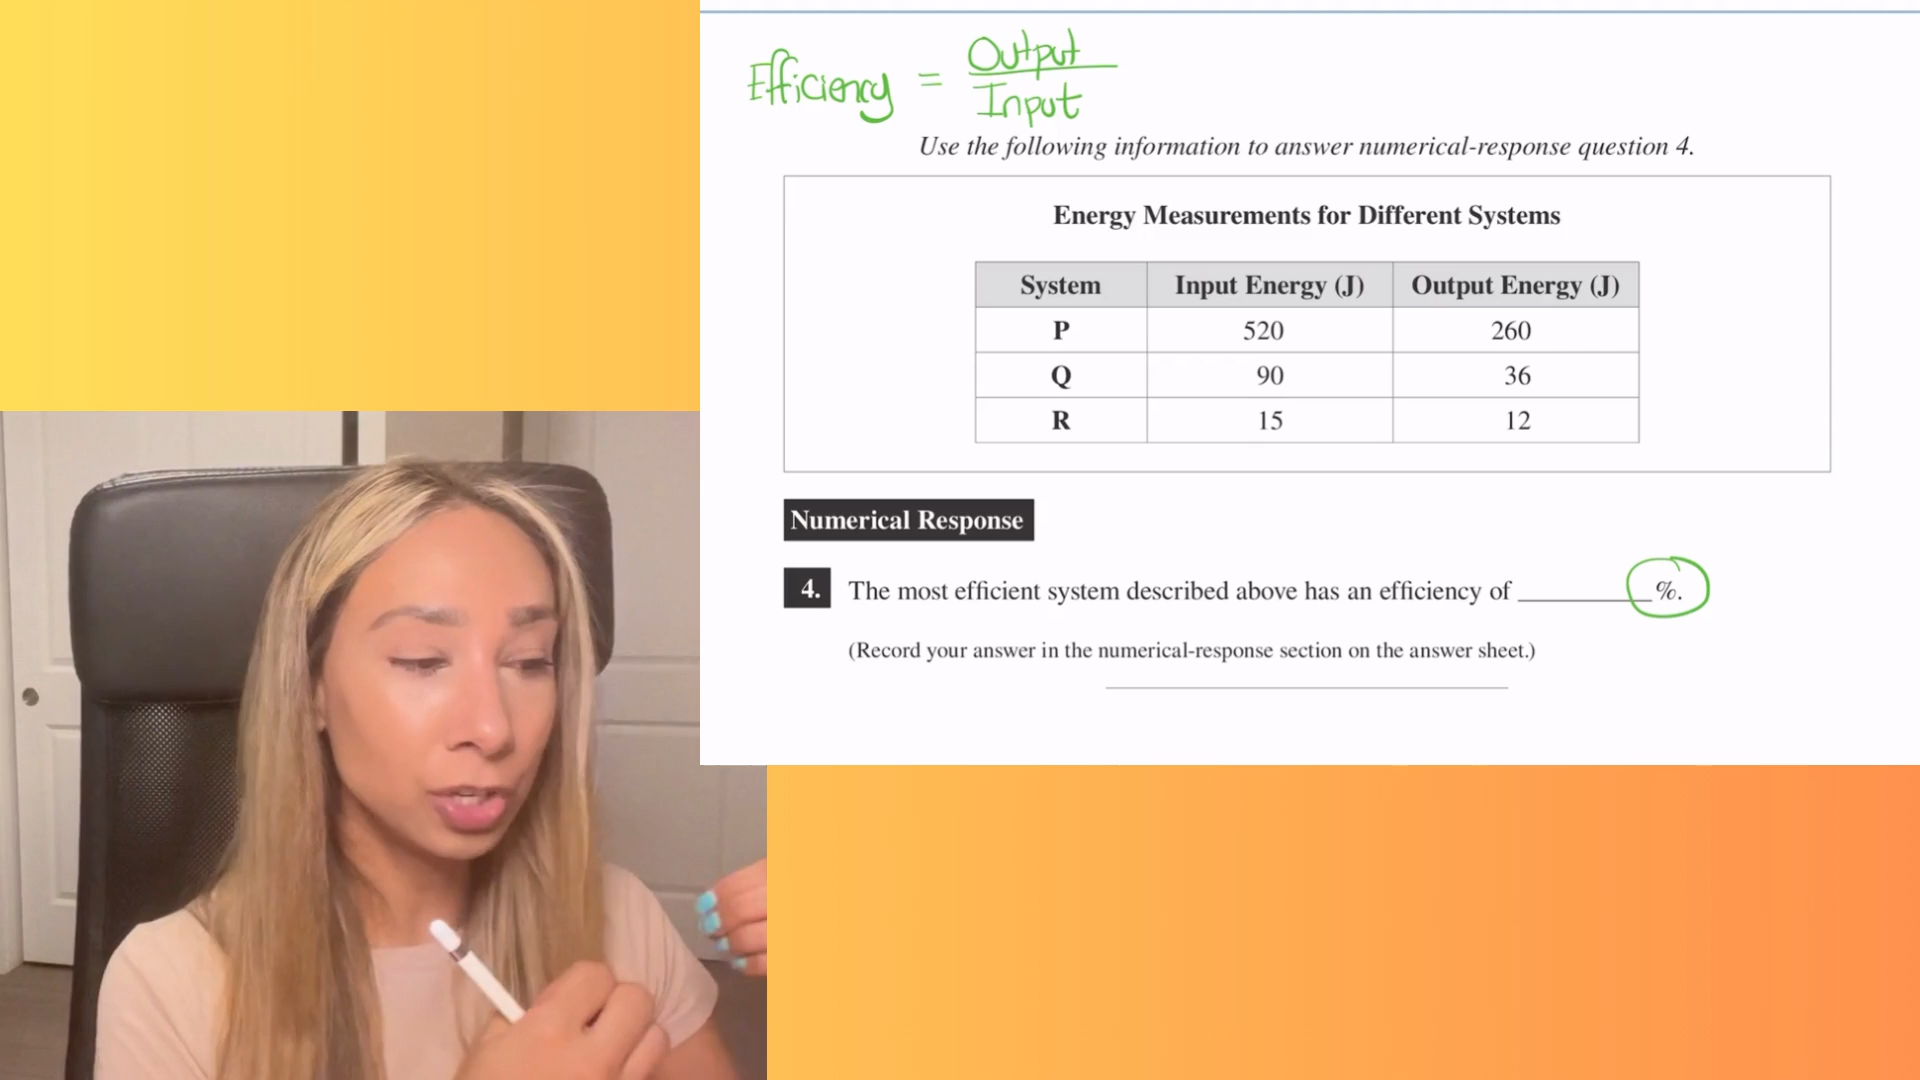 Efficiency = Output
Input
Use the following information to answer numerical-response question 4.
Energy Measurements for Different Systems
System Input Energy (J) Output Energy (J)
P 520 260
Q 90 36
R 15 12
Numerical Response
4. The most efficient system described above has an efficiency of __________%.
(Record your answer in the numerical-response section on the answer sheet.)